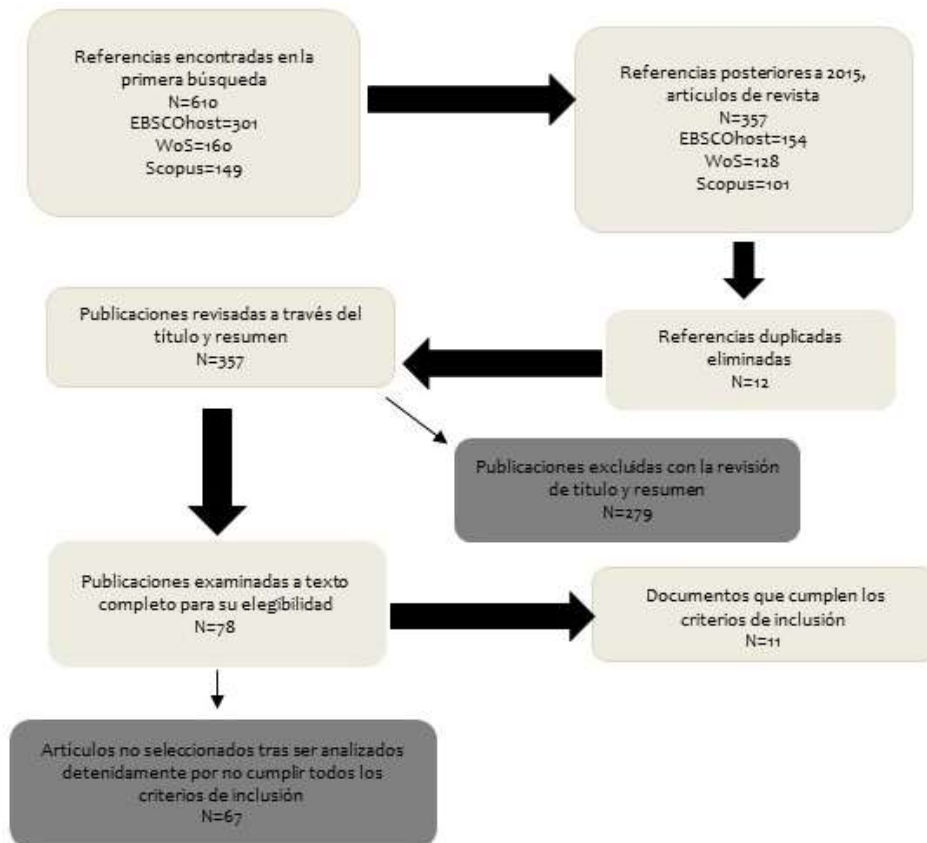 Referencias encontradas en la
primera búsqueda
N=610
EBSCOhost=301
WoS=160
Scopus=149
Referencias posteriores a 2015,
artículos de revista
N=357
EBSCOhost=154
WoS=128
Scopus=101
Referencias duplicadas
eliminadas
N=12
Publicaciones revisadas a través del
título y resumen
N=357
Publicaciones excluidas con la revisión
de título y resumen
N=279
Publicaciones examinadas a texto
completo para su elegibilidad
N=78
Documentos que cumplen los
criterios de inclusión
N=11
Artículos no seleccionados tras ser analizados
detenidamente por no cumplir todos los
criterios de inclusión
N=67